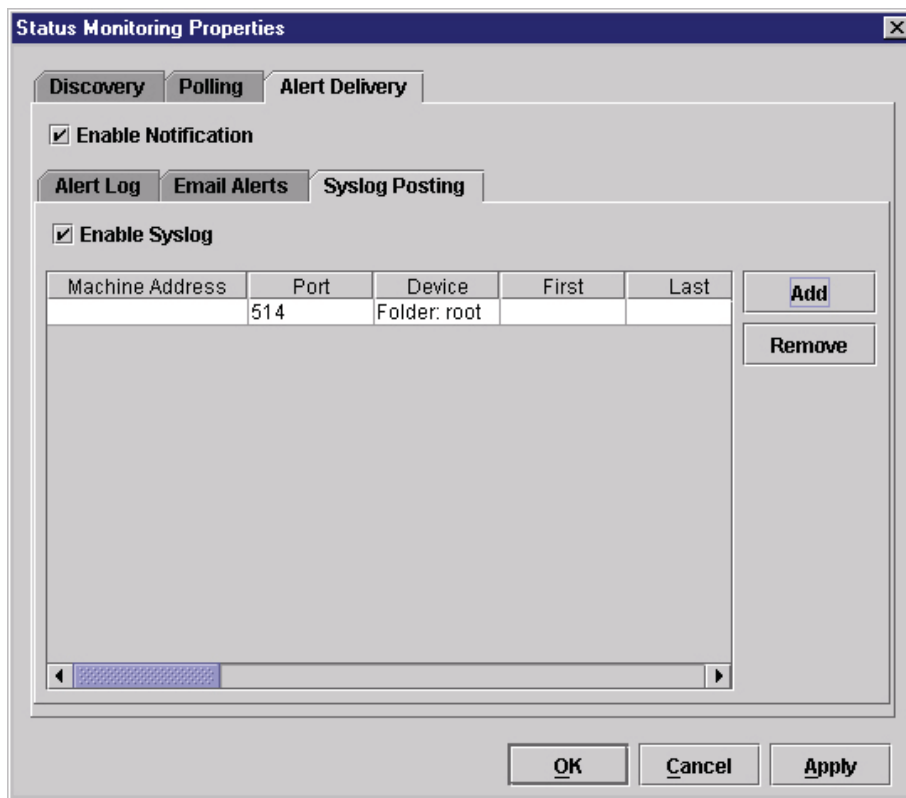 Status Monitoring Properties
Discovery Polling Alert Delivery
Enable Notification
Alert Log Email Alerts Syslog Posting
Enable Syslog
Machine Address Port Device First Last
514 Folder: root
Add
Remove
OK Cancel Apply